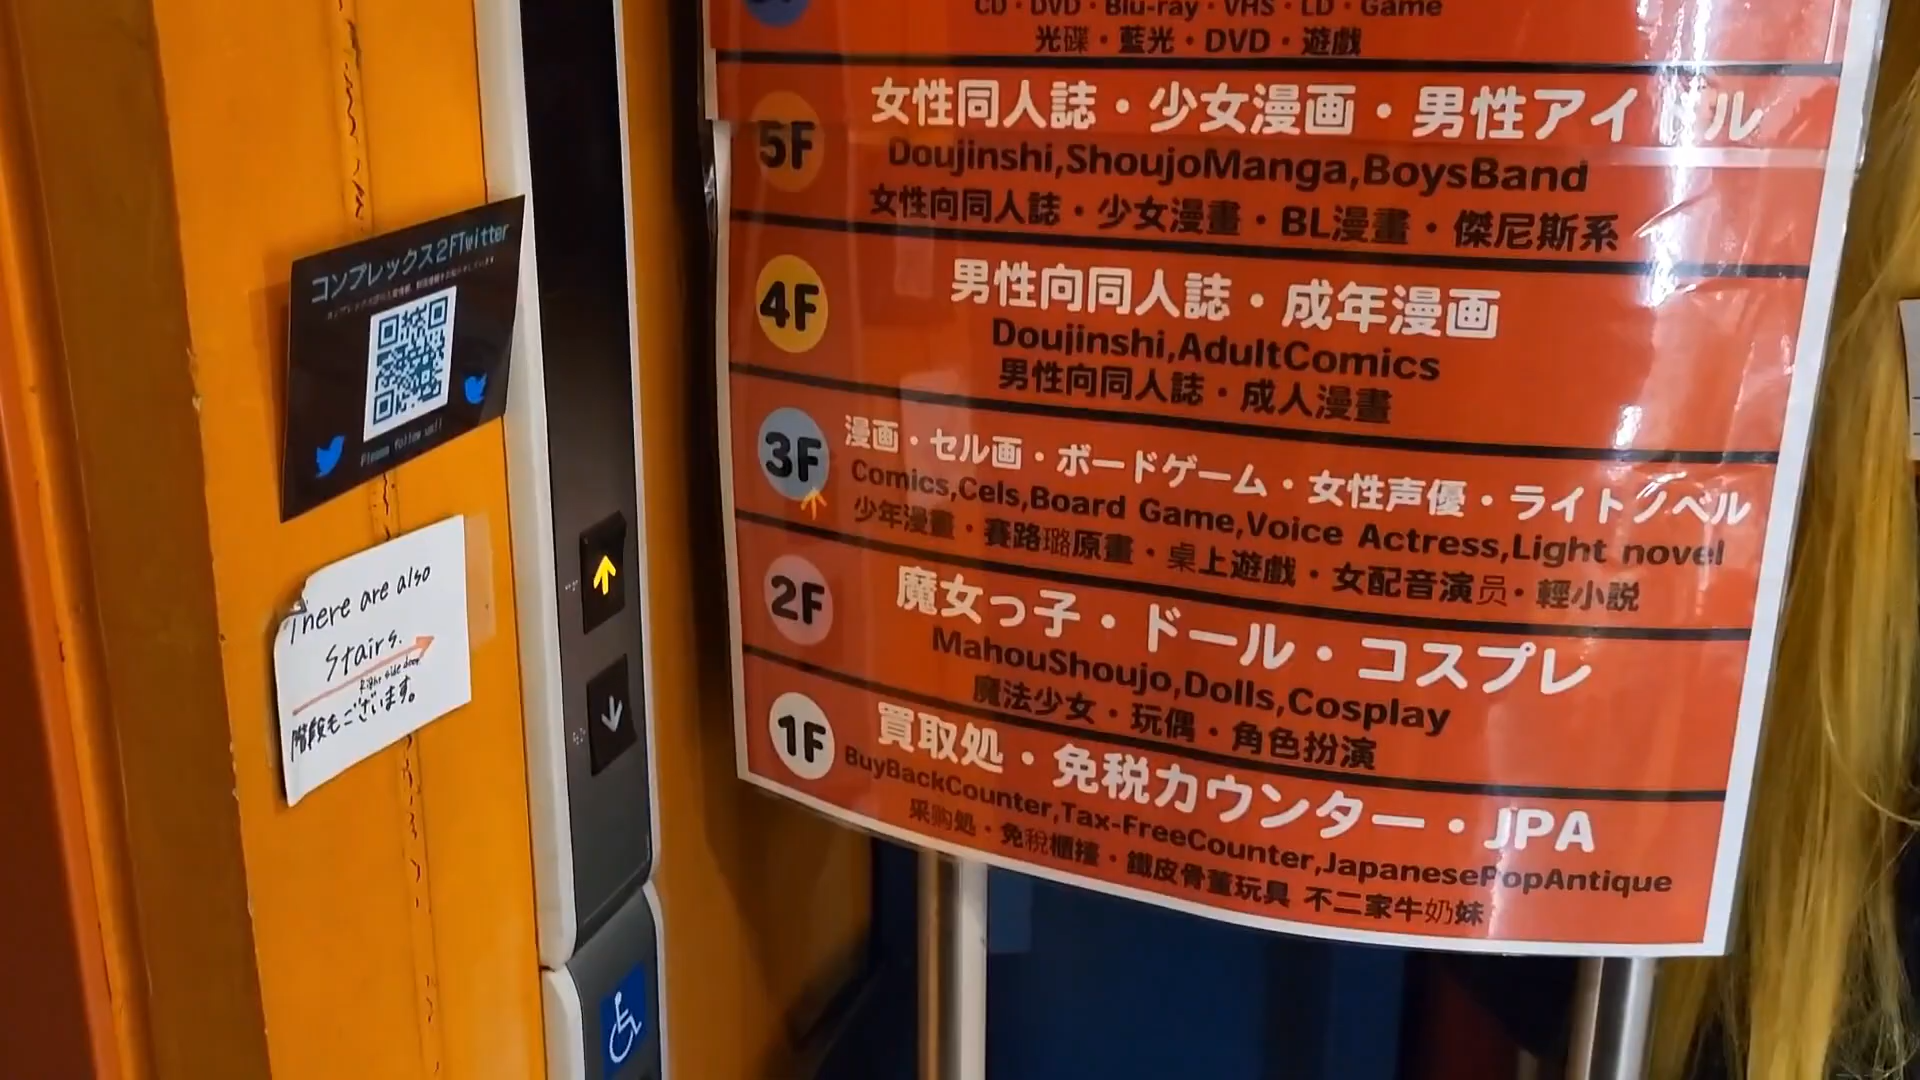 CD・DVD・Blu-ray・VHS・LD・Game
光碟・藍光・DVD・遊戲
5F
女性同人誌・少女漫画・男性アイドル
Doujinshi,ShoujoManga,BoysBand
女性向同人誌・少女漫畫・BL漫畫・傑尼斯系
4F
男性向同人誌・成年漫画
Doujinshi,AdultComics
男性向同人誌・成人漫畫
3F
漫画・セル画・ボードゲーム・女性声優・ライトノベル
Comics,Cels,Board Game,Voice Actress,Light novel
少年漫畫・賽路璐原畫・桌上遊戲・女配音演员・輕小説
2F
魔女っ子・ドール・コスプレ
MahouShoujo,Dolls,Cosplay
魔法少女・玩偶・角色扮演
1F
買取処・免税カウンター・JPA
BuyBackCounter,Tax-FreeCounter,JapanesePopAntique
采购処・免税櫃檯・鐵皮骨董玩具 不二家牛奶妹
コンプレックス2FTwitter
Please follow us!!
There are also
Stairs.
Right side door
階段もございます。